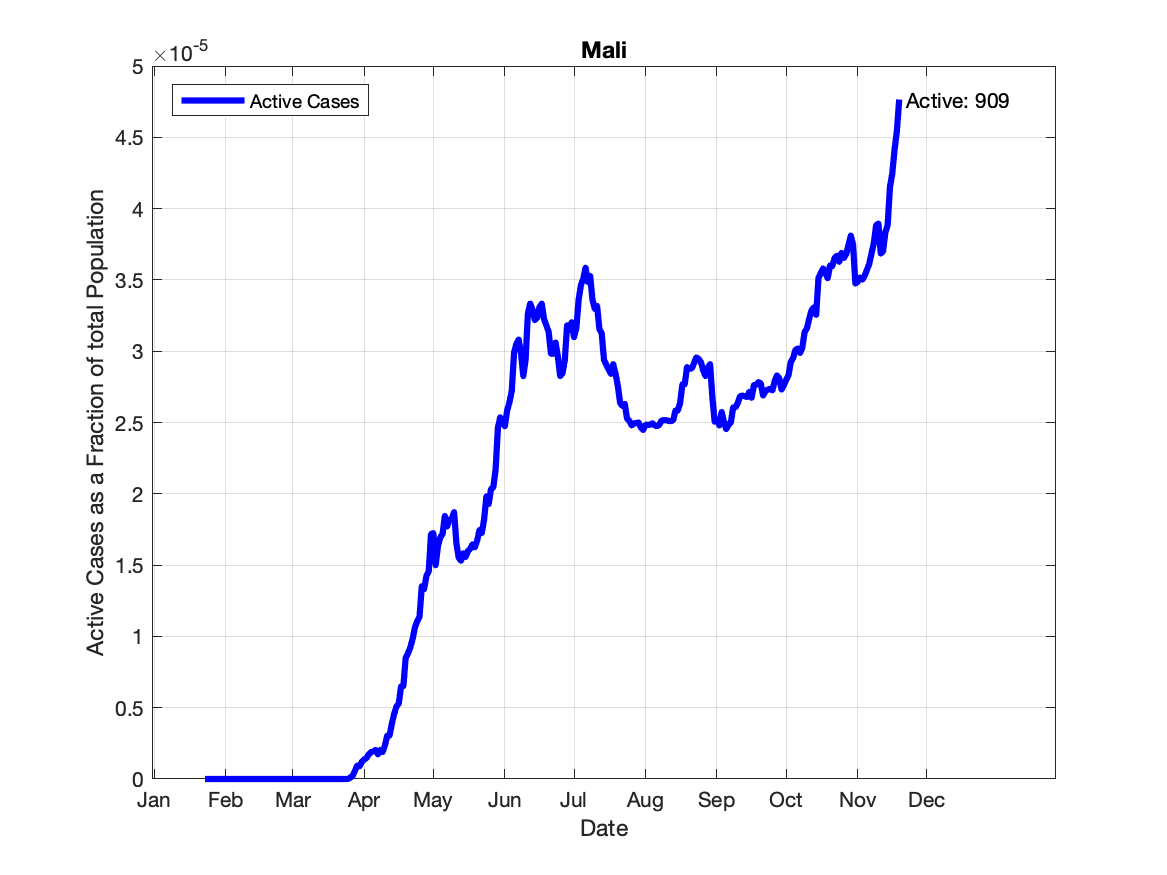 Mali
×10-5
5
4.5
4
3.5
3
2.5
2
1.5
1
0.5
0
Active Cases as a Fraction of total Population
Active Cases
Active: 909
Jan Feb Mar Apr May Jun Jul Aug Sep Oct Nov Dec
Date